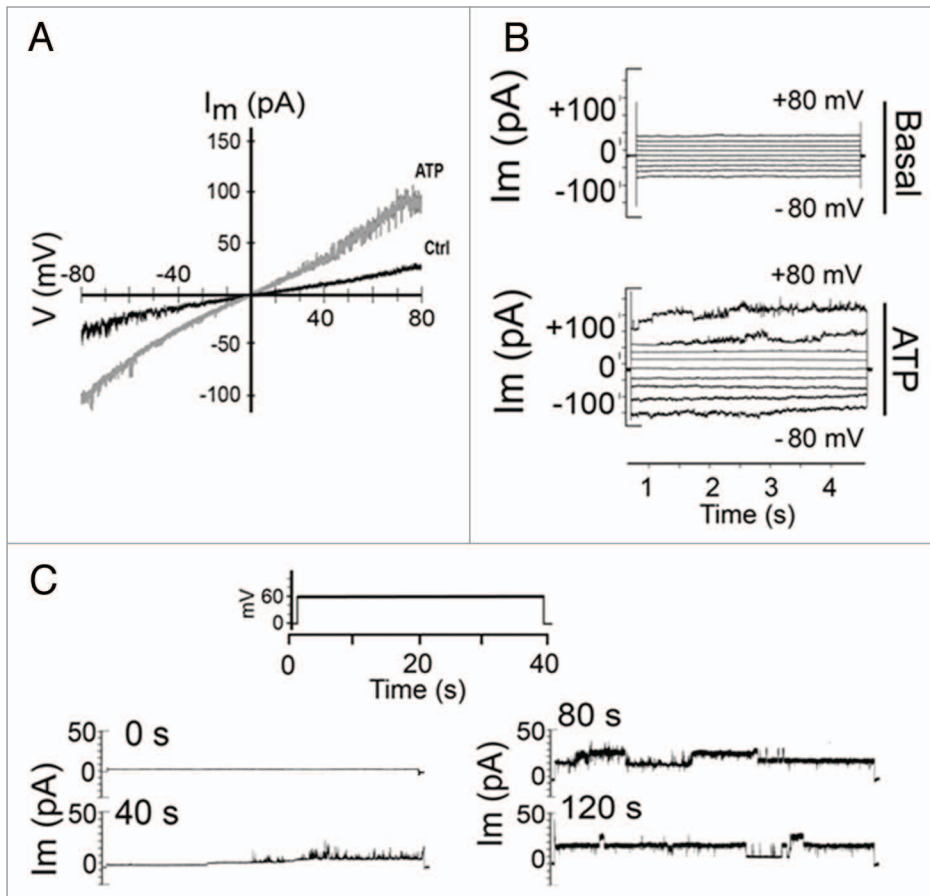 A
Im (pA)
150
100
50
-50
-100
ATP
Ctrl
V (mV)
-80
-40
40
80
B
Im (pA)
+100
0
-100
+80 mV
-80 mV
Basal
Im (pA)
+100
0
-100
+80 mV
-80 mV
ATP
1 2 3 4
Time (s)
C
mV
60
0
0 20 40
Time (s)
Im (pA)
50
0
0 s
50
0
40 s
Im (pA)
50
0
80 s
50
0
120 s